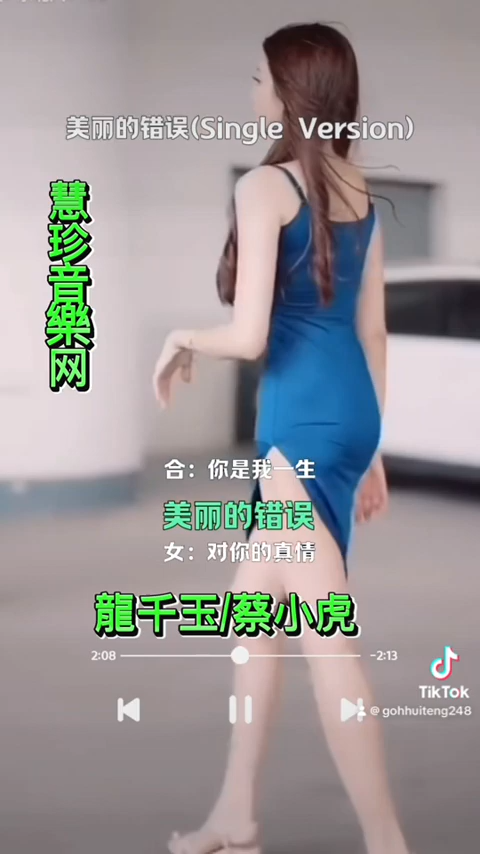 美丽的错误(Single Version)
慧珍音樂网
合：你是我一生
美丽的错误
女：对你的真情
龍千玉/蔡小虎
2:08
-2:13
TikTok
@gohhuiteng248